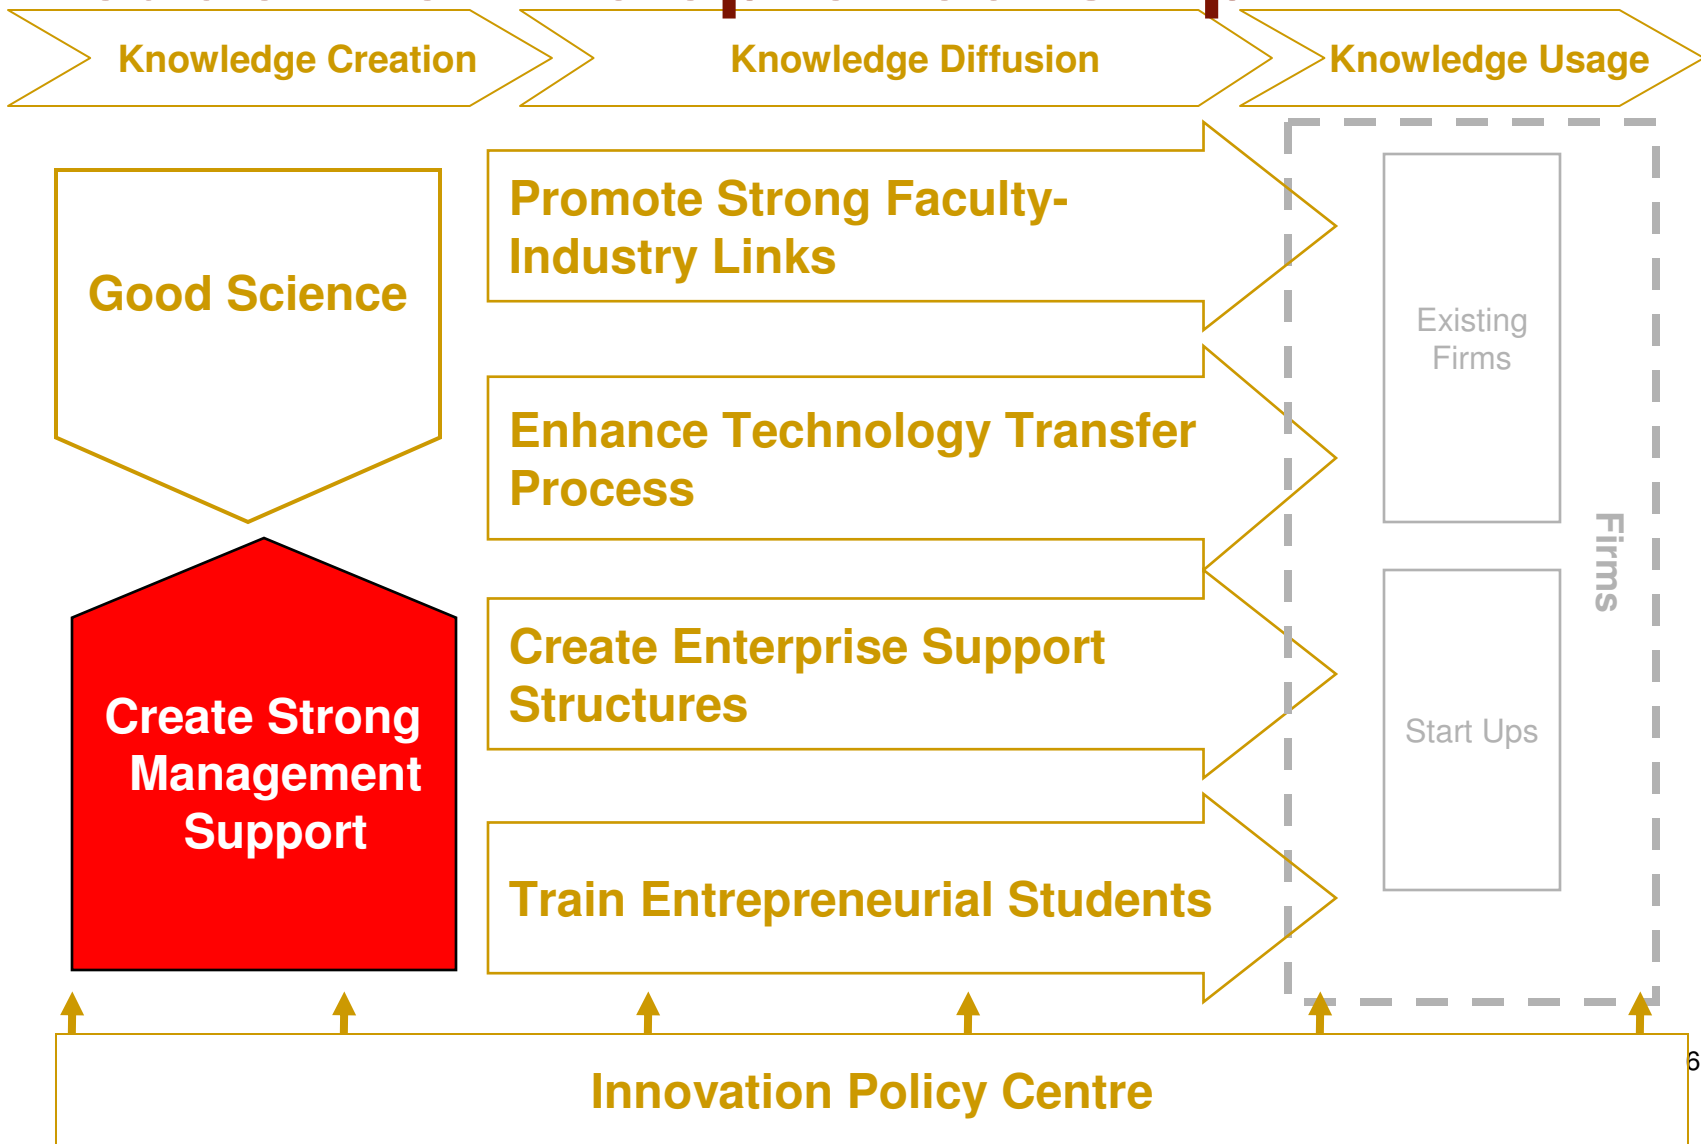 Knowledge Creation
Knowledge Diffusion
Knowledge Usage
Good Science
Create Strong
Management
Support
Promote Strong Faculty-
Industry Links
Enhance Technology Transfer
Process
Create Enterprise Support
Structures
Train Entrepreneurial Students
Existing
Firms
Start Ups
Firms
Innovation Policy Centre
6